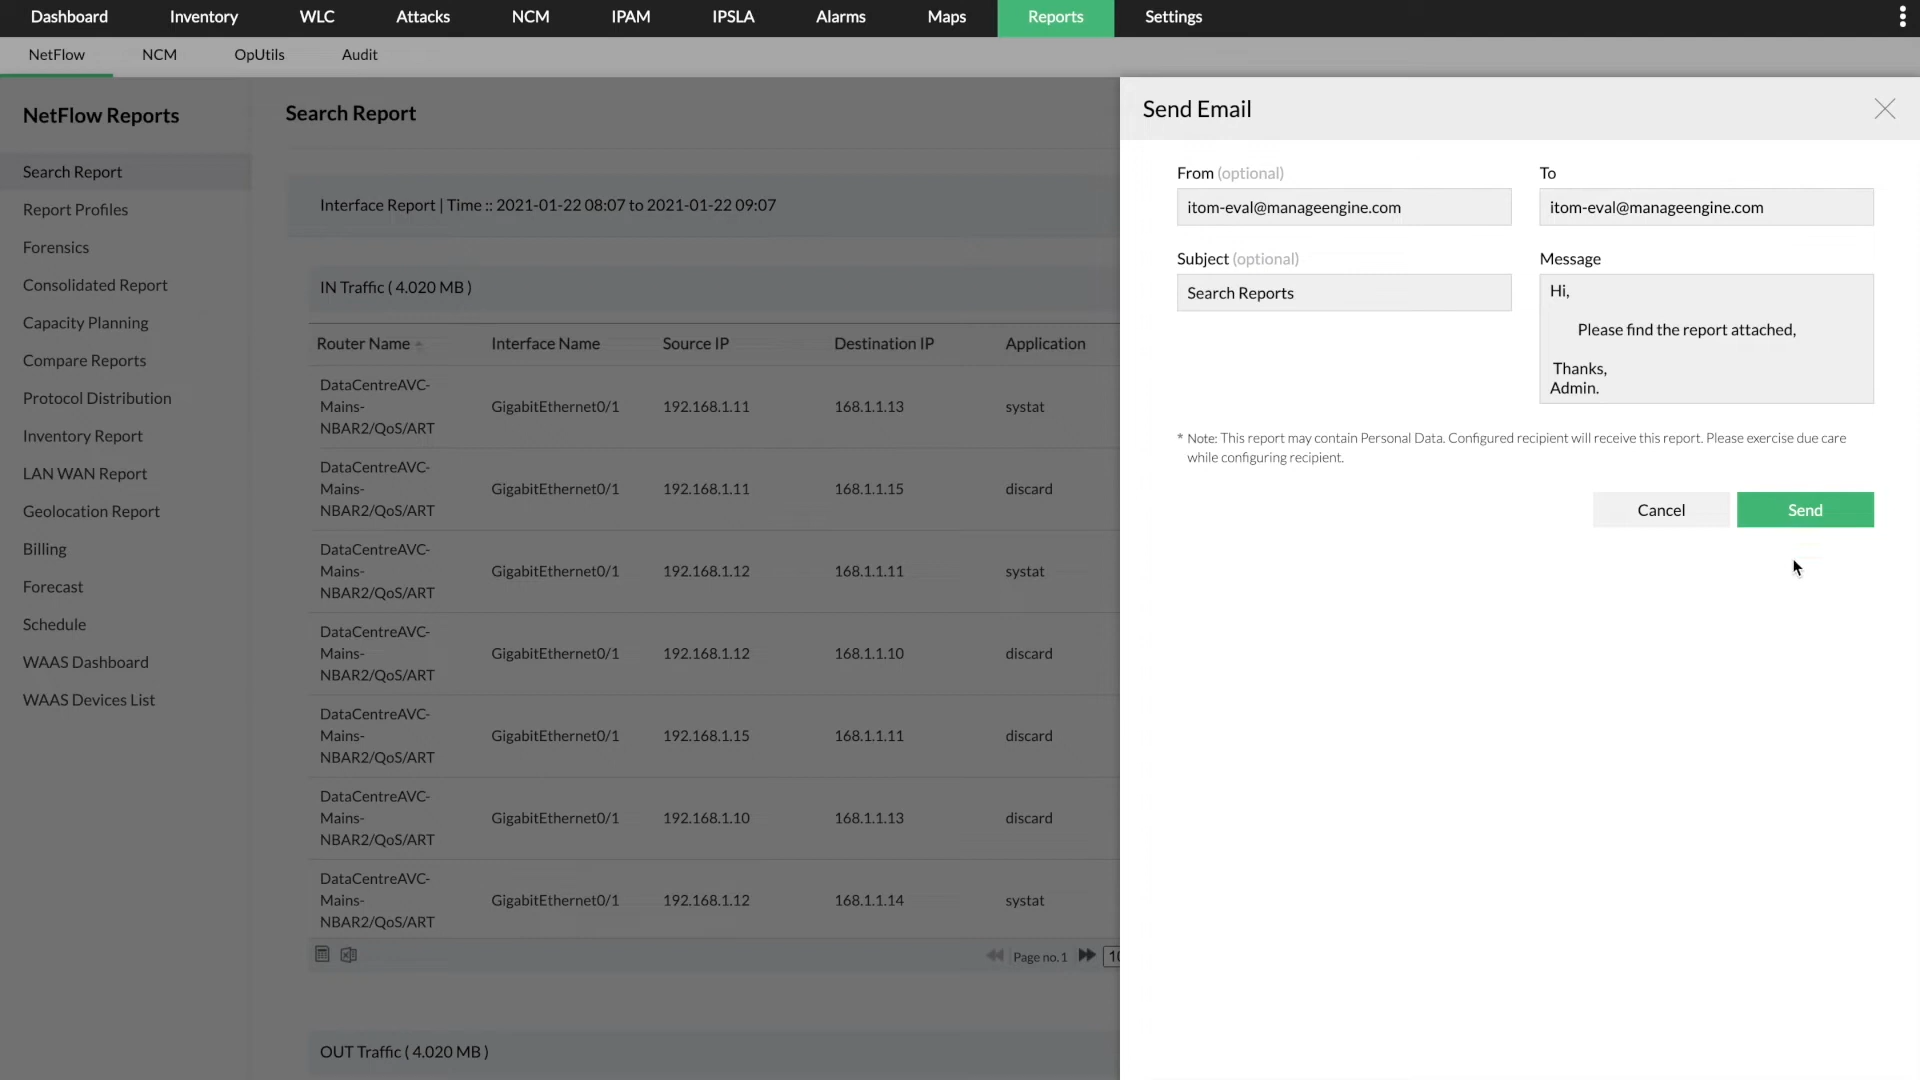 Dashboard Inventory WLC Attacks NCM IPAM IPSLA Alarms Maps Reports Settings
NetFlow NCM OpUtils Audit
NetFlow Reports
Search Report
Report Profiles
Forensics
Consolidated Report
Capacity Planning
Compare Reports
Protocol Distribution
Inventory Report
LAN WAN Report
Geolocation Report
Billing
Forecast
Schedule
WAAS Dashboard
WAAS Devices List
Search Report
Interface Report | Time :: 2021-01-22 08:07 to 2021-01-22 09:07
IN Traffic ( 4.020 MB )
Router Name Interface Name Source IP Destination IP Application
DataCentreAVC-
Mains-
NBAR2/QoS/ART
GigabitEthernet0/1 192.168.1.11 168.1.1.13 systat
DataCentreAVC-
Mains-
NBAR2/QoS/ART
GigabitEthernet0/1 192.168.1.11 168.1.1.15 discard
DataCentreAVC-
Mains-
NBAR2/QoS/ART
GigabitEthernet0/1 192.168.1.12 168.1.1.11 systat
DataCentreAVC-
Mains-
NBAR2/QoS/ART
GigabitEthernet0/1 192.168.1.12 168.1.1.10 discard
DataCentreAVC-
Mains-
NBAR2/QoS/ART
GigabitEthernet0/1 192.168.1.15 168.1.1.11 discard
DataCentreAVC-
Mains-
NBAR2/QoS/ART
GigabitEthernet0/1 192.168.1.10 168.1.1.13 discard
DataCentreAVC-
Mains-
NBAR2/QoS/ART
GigabitEthernet0/1 192.168.1.12 168.1.1.14 systat
Page no. 1 10
OUT Traffic ( 4.020 MB )
Send Email
From (optional)
itom-eval@manageengine.com
To
itom-eval@manageengine.com
Subject (optional)
Search Reports
Message
Hi,
Please find the report attached,
Thanks,
Admin.
* Note: This report may contain Personal Data. Configured recipient will receive this report. Please exercise due care
while configuring recipient.
Cancel Send